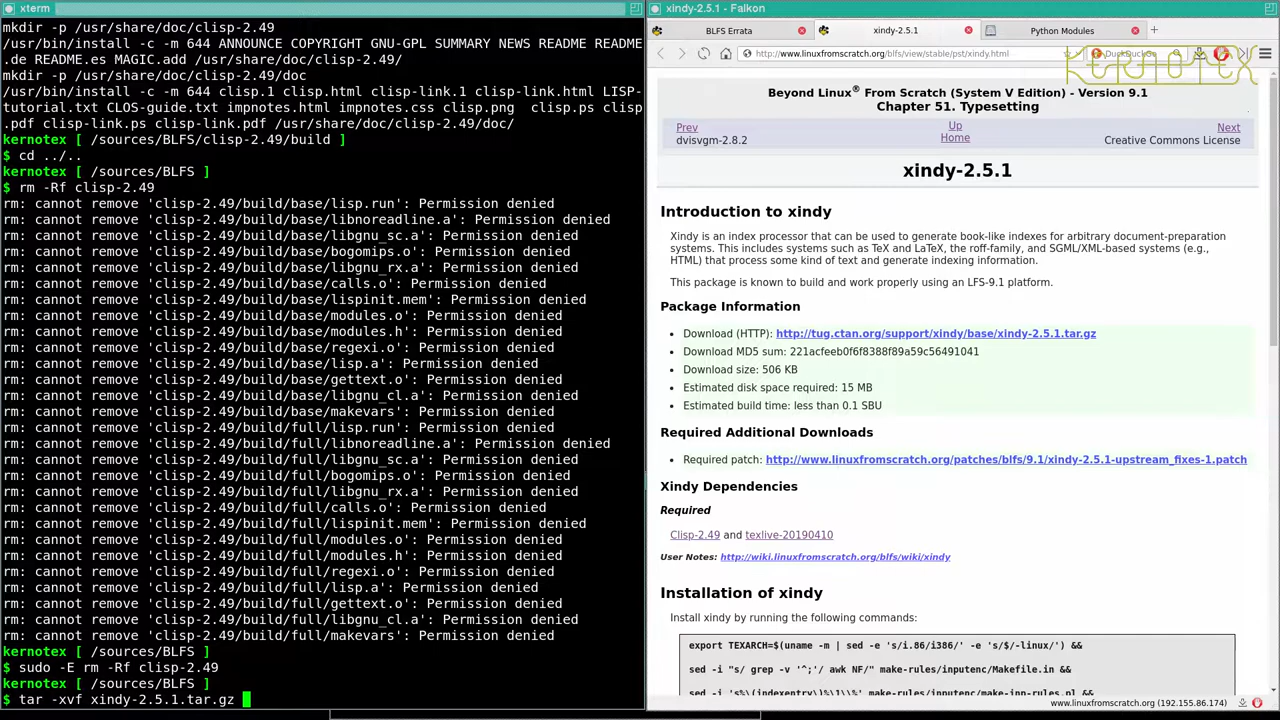 xterm
mkdir -p /usr/share/doc/clisp-2.49
/usr/bin/install -c -m 644 ANNOUNCE COPYRIGHT GNU-GPL SUMMARY NEWS README README
.de README.es MAGIC.add /usr/share/doc/clisp-2.49/
mkdir -p /usr/share/doc/clisp-2.49/doc
/usr/bin/install -c -m 644 clisp.1 clisp.html clisp-link.1 clisp-link.html LISP-
tutorial.txt CLOS-guide.txt impnotes.html impnotes.css clisp.png  clisp.ps clisp
.pdf clisp-link.ps clisp-link.pdf /usr/share/doc/clisp-2.49/doc/
kernotex [ /sources/BLFS/clisp-2.49/build ]
$ cd ../..
kernotex [ /sources/BLFS ]
$ rm -Rf clisp-2.49
rm: cannot remove 'clisp-2.49/build/base/lisp.run': Permission denied
rm: cannot remove 'clisp-2.49/build/base/libnoreadline.a': Permission denied
rm: cannot remove 'clisp-2.49/build/base/libgnu_sc.a': Permission denied
rm: cannot remove 'clisp-2.49/build/base/bogomips.o': Permission denied
rm: cannot remove 'clisp-2.49/build/base/libgnu_rx.a': Permission denied
rm: cannot remove 'clisp-2.49/build/base/calls.o': Permission denied
rm: cannot remove 'clisp-2.49/build/base/lispinit.mem': Permission denied
rm: cannot remove 'clisp-2.49/build/base/modules.o': Permission denied
rm: cannot remove 'clisp-2.49/build/base/modules.h': Permission denied
rm: cannot remove 'clisp-2.49/build/base/regexi.o': Permission denied
rm: cannot remove 'clisp-2.49/build/base/lisp.a': Permission denied
rm: cannot remove 'clisp-2.49/build/base/gettext.o': Permission denied
rm: cannot remove 'clisp-2.49/build/base/libgnu_cl.a': Permission denied
rm: cannot remove 'clisp-2.49/build/base/makevars': Permission denied
rm: cannot remove 'clisp-2.49/build/full/lisp.run': Permission denied
rm: cannot remove 'clisp-2.49/build/full/libnoreadline.a': Permission denied
rm: cannot remove 'clisp-2.49/build/full/libgnu_sc.a': Permission denied
rm: cannot remove 'clisp-2.49/build/full/bogomips.o': Permission denied
rm: cannot remove 'clisp-2.49/build/full/libgnu_rx.a': Permission denied
rm: cannot remove 'clisp-2.49/build/full/calls.o': Permission denied
rm: cannot remove 'clisp-2.49/build/full/lispinit.mem': Permission denied
rm: cannot remove 'clisp-2.49/build/full/modules.o': Permission denied
rm: cannot remove 'clisp-2.49/build/full/modules.h': Permission denied
rm: cannot remove 'clisp-2.49/build/full/regexi.o': Permission denied
rm: cannot remove 'clisp-2.49/build/full/lisp.a': Permission denied
rm: cannot remove 'clisp-2.49/build/full/gettext.o': Permission denied
rm: cannot remove 'clisp-2.49/build/full/libgnu_cl.a': Permission denied
rm: cannot remove 'clisp-2.49/build/full/makevars': Permission denied
kernotex [ /sources/BLFS ]
$ sudo -E rm -Rf clisp-2.49
kernotex [ /sources/BLFS ]
$ tar -xvf xindy-2.5.1.tar.gz
xindy-2.5.1 - Falkon
BLFS Errata
xindy-2.5.1
Python Modules
http://www.linuxfromscratch.org/blfs/view/stable/pst/xindy.html
DuckDuckGo
KERNOTEX
Beyond Linux® From Scratch (System V Edition) - Version 9.1
Chapter 51. Typesetting
Prev
Up
Next
dvisvgm-2.8.2
Home
Creative Commons License
xindy-2.5.1
Introduction to xindy
Xindy is an index processor that can be used to generate book-like indexes for arbitrary document-preparation
systems. This includes systems such as TeX and LaTeX, the roff-family, and SGML/XML-based systems (e.g.,
HTML) that process some kind of text and generate indexing information.
This package is known to build and work properly using an LFS-9.1 platform.
Package Information
• Download (HTTP): http://tug.ctan.org/support/xindy/base/xindy-2.5.1.tar.gz
• Download MD5 sum: 221acfeeb0f6f8388f89a59c56491041
• Download size: 506 KB
• Estimated disk space required: 15 MB
• Estimated build time: less than 0.1 SBU
Required Additional Downloads
• Required patch: http://www.linuxfromscratch.org/patches/blfs/9.1/xindy-2.5.1-upstream_fixes-1.patch
Xindy Dependencies
Required
Clisp-2.49 and texlive-20190410
User Notes: http://wiki.linuxfromscratch.org/blfs/wiki/xindy
Installation of xindy
Install xindy by running the following commands:
export TEXARCH=$(uname -m | sed -e 's/i.86/i386/' -e 's/$/-linux/') &&
sed -i "s/ grep -v '^;'/ awk NF/" make-rules/inputenc/Makefile.in &&
sed -i 's%\(indexentry\)%\1\\%' make-rules/inputenc/make-inp-rules.pl &&
www.linuxfromscratch.org (192.155.86.174)